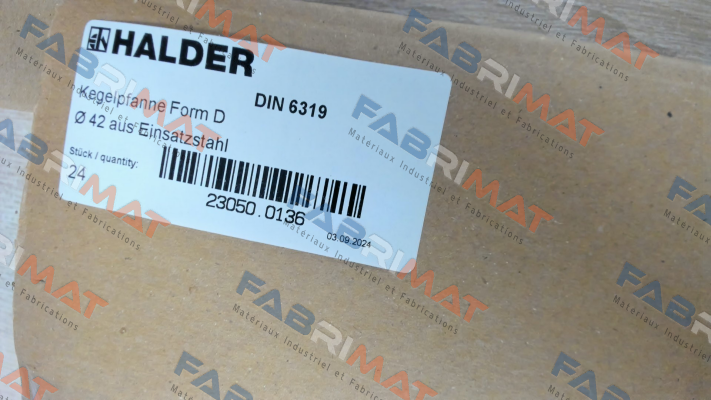 HALDER
Kegelpfanne Form D
DIN 6319
Ø 42 aus Einsatzstahl
Stück / quantity:
24
23050.0136
03.09.2024
FABRIMAT
Matériaux Industriel et Fabrications